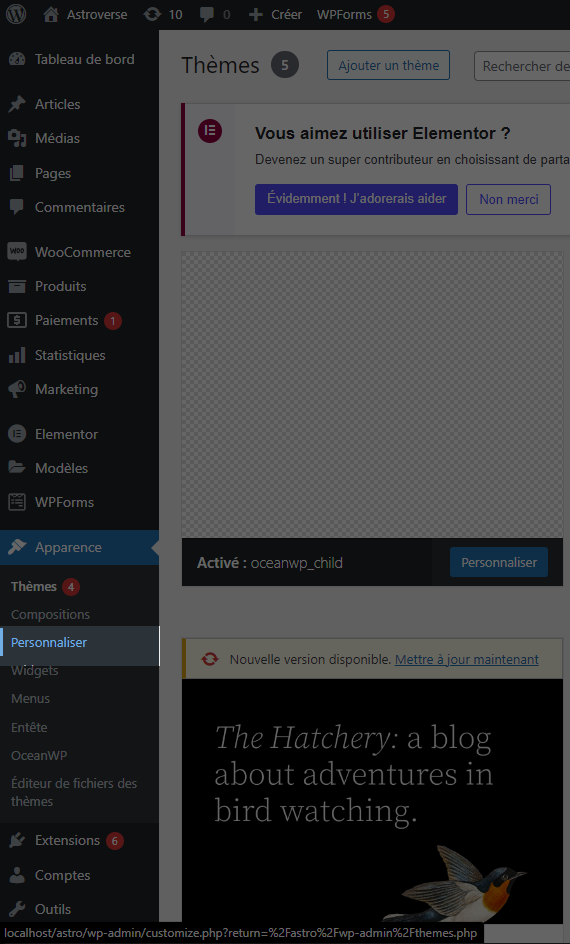 Astroverse 10 0 Créer WPForms 5
Tableau de bord
Articles
Médias
Pages
Commentaires
WooCommerce
Produits
Paiements 1
Statistiques
Marketing
Elementor
Modèles
WPForms
Apparence
Thèmes 4
Compositions
Personnaliser
Widgets
Menus
Entête
OceanWP
Éditeur de fichiers des
thèmes
Extensions 6
Comptes
Outils
Thèmes 5 Ajouter un thème Rechercher de
Vous aimez utiliser Elementor ?
Devenez un super contributeur en choisissant de parta
Évidemment ! J'adorerais aider Non merci
Activé : oceanwp_child Personnaliser
Nouvelle version disponible. Mettre à jour maintenant
The Hatchery: a blog
about adventures in
bird watching.
localhost/astro/wp-admin/customize.php?return=%2Fastro%2Fwp-admin%2Fthemes.php